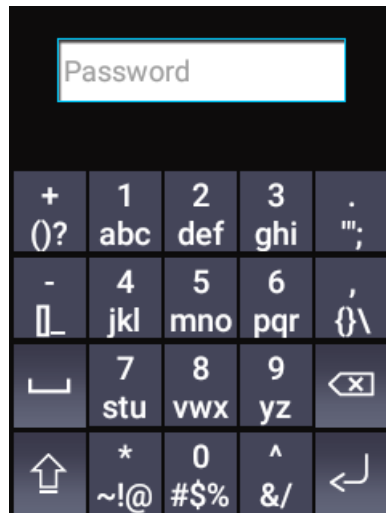 Password
+ 1 2 3 .
()? abc def ghi '";
- 4 5 6 ,
[]_ jkl mno pqr {}\
7 8 9
stu vwx yz
* 0 ^
~!@ #$% &/